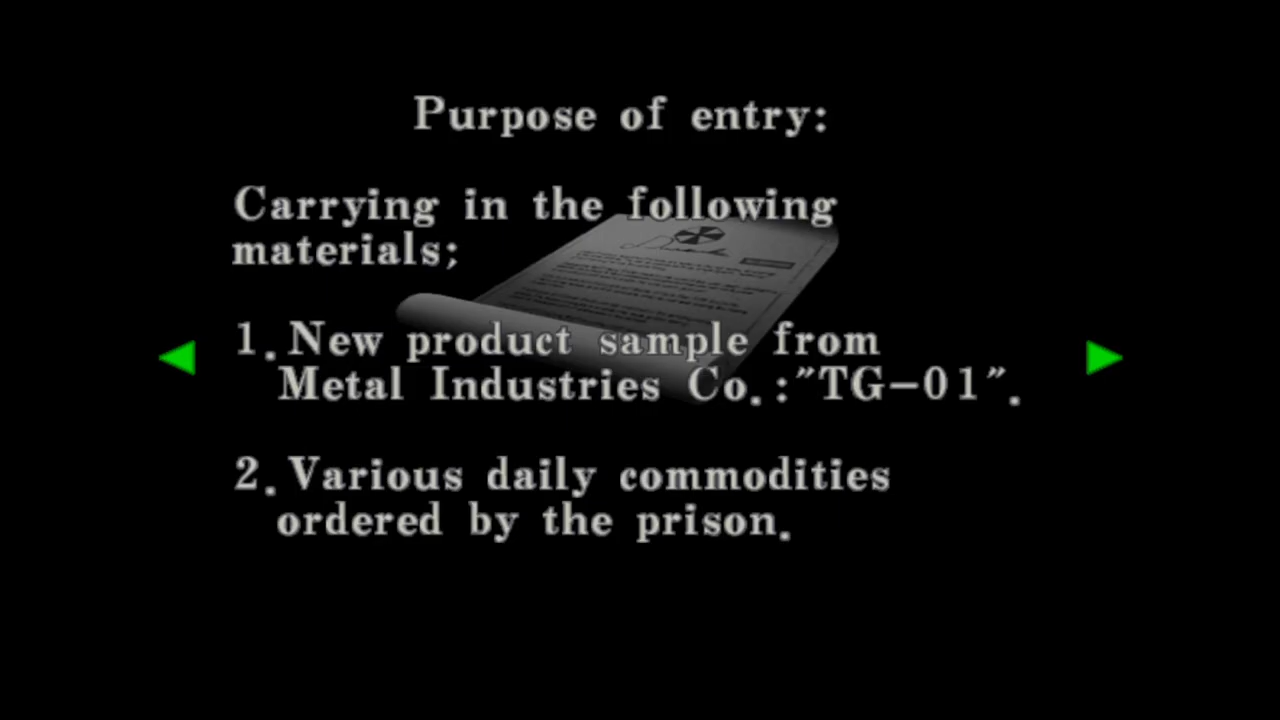 Purpose of entry:
Carrying in the following
materials;
1. New product sample from
Metal Industries Co.:"TG-01".
2. Various daily commodities
ordered by the prison.